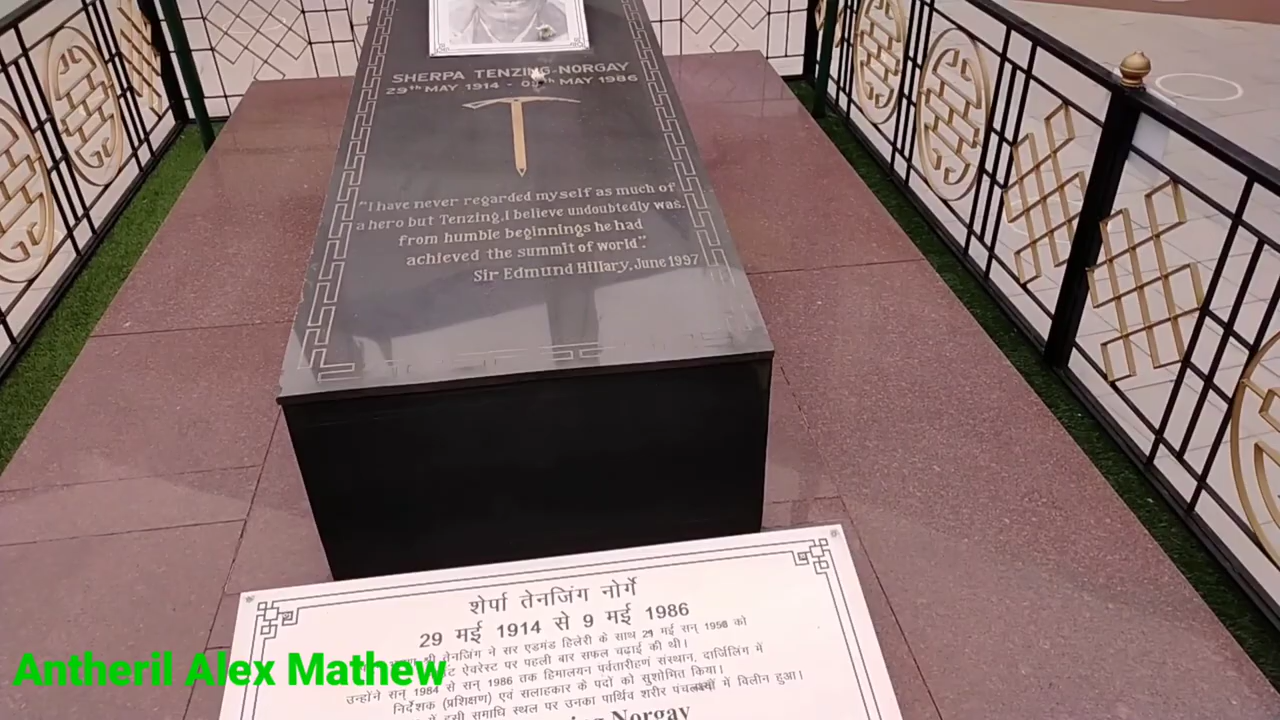 SHERPA TENZING NORGAY
29th MAY 1914 - 09th MAY 1986
"I have never regarded myself as much of
a hero but Tenzing, I believe undoubtedly was.
from humble beginnings he had
achieved the summit of world".
Sir Edmund Hillary, June 1997
शेर्पा तेनजिंग नोर्गे
29 मई 1914 से 9 मई 1986
तेनजिंग ने सर एडमंड हिलेरी के साथ 29 मई सन् 1958 को
ऐवरेस्ट पर पहली बार सफल चढ़ाई की थी।
उन्होंने सन् 1984 से सन् 1986 तक हिमालयन पर्वतारोहण संस्थान, दार्जिलिंग में
निर्देशक (प्रशिक्षण) एवं सलाहकार के पदों को सुशोभित किया।
में इसी समाधि स्थल पर उनका पार्थिव शरीर पंचतत्वों में विलीन हुआ।
Norgay
Antheril Alex Mathew